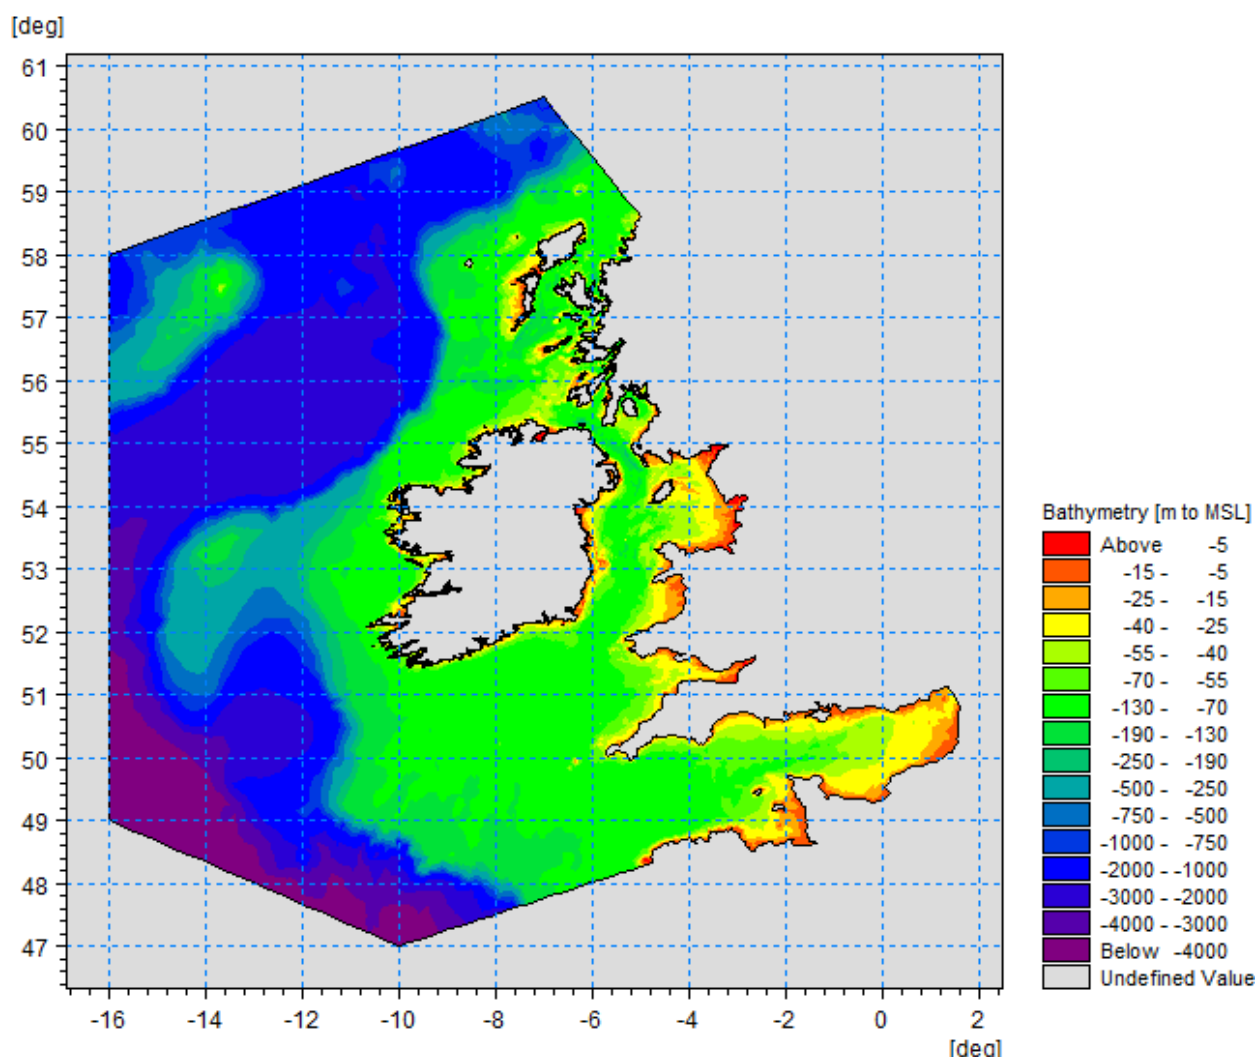 [deg]
61
60
59
58
57
56
55
54
53
52
51
50
49
48
47
-16
-14
-12
-10
-8
-6
-4
-2
0
2
[deg]
Bathymetry [m to MSL]
Above -5
-15 - -5
-25 - -15
-40 - -25
-55 - -40
-70 - -55
-130 - -70
-190 - -130
-250 - -190
-500 - -250
-750 - -500
-1000 - -750
-2000 - -1000
-3000 - -2000
-4000 - -3000
Below -4000
Undefined Value